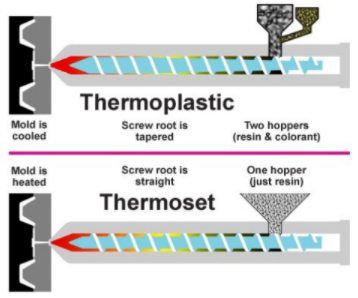 Thermoplastic
Mold is
cooled
Screw root is
tapered
Two hoppers
(resin & colorant)
Mold is
heated
Screw root is
straight
One hopper
(just resin)
Thermoset